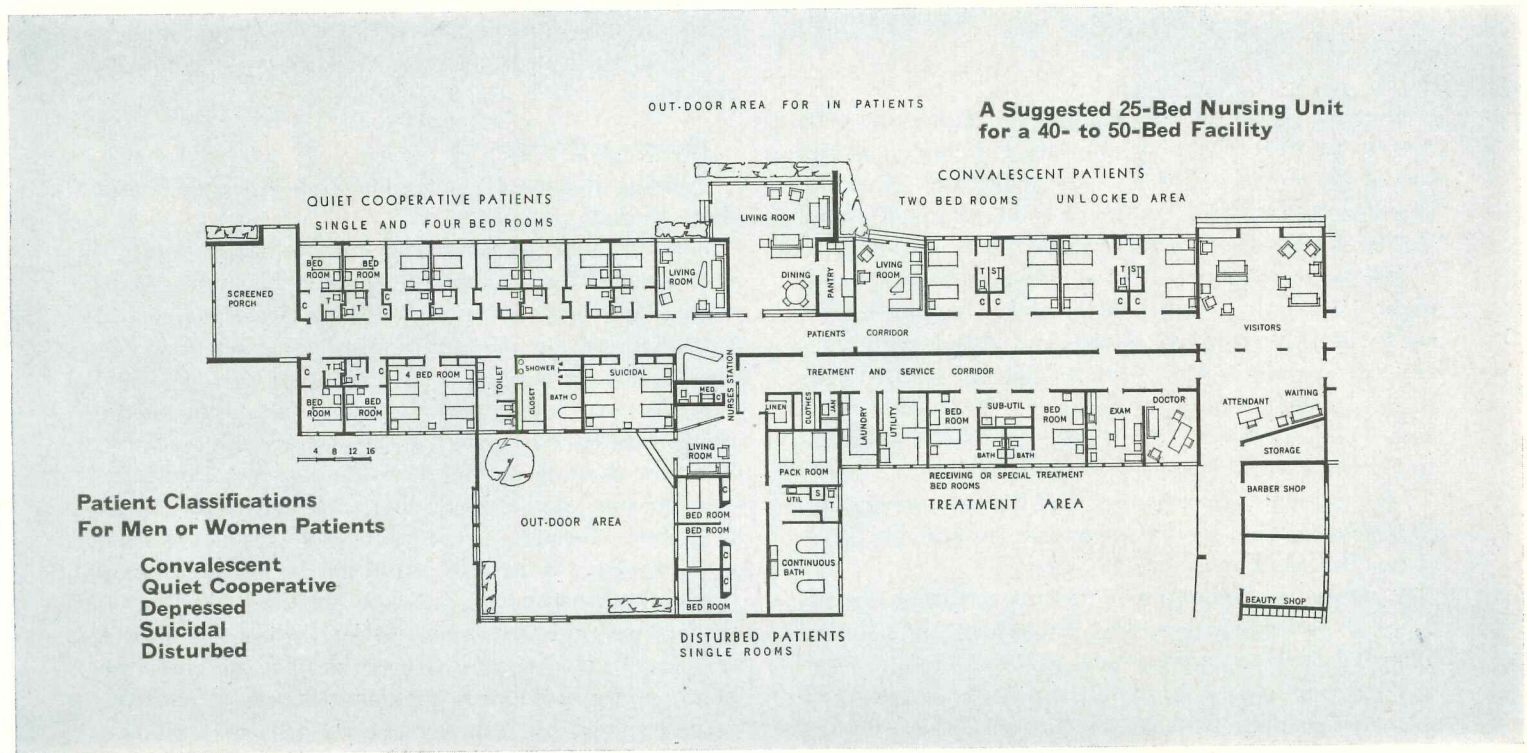 OUT-DOOR AREA FOR IN PATIENTS
A Suggested 25-Bed Nursing Unit
for a 40- to 50-Bed Facility
QUIET COOPERATIVE PATIENTS
SINGLE AND FOUR BED ROOMS
CONVALESCENT PATIENTS
TWO BED ROOMS UNLOCKED AREA
SCREENED
PORCH
BED
ROOM
BED
ROOM
C
T
T
C
C
LIVING
ROOM
LIVING ROOM
DINING
PANTRY
LIVING
ROOM
T S
C C
T S
C C
VISITORS
PATIENTS CORRIDOR
C
T
T
C
BED
ROOM
BED
ROOM
4 BED ROOM
TOILET
SHOWER
CLOSET
BATH
SUICIDAL
MED.
C
NURSES STATION
TREATMENT AND SERVICE CORRIDOR
LINEN
CLOTHES
JAN
LAUNDRY
UTILITY
BED
ROOM
SUB-UTIL
BATH
BATH
BED
ROOM
EXAM
DOCTOR
ATTENDANT
WAITING
STORAGE
4 8 12 16
LIVING
ROOM
PACK ROOM
RECEIVING OR SPECIAL TREATMENT
BED ROOMS
TREATMENT AREA
BARBER SHOP
BEAUTY SHOP
OUT-DOOR AREA
C
BED ROOM
BED ROOM
C
C
BED ROOM
UTIL
S
T
CONTINUOUS
BATH
DISTURBED PATIENTS
SINGLE ROOMS
Patient Classifications
For Men or Women Patients
Convalescent
Quiet Cooperative
Depressed
Suicidal
Disturbed